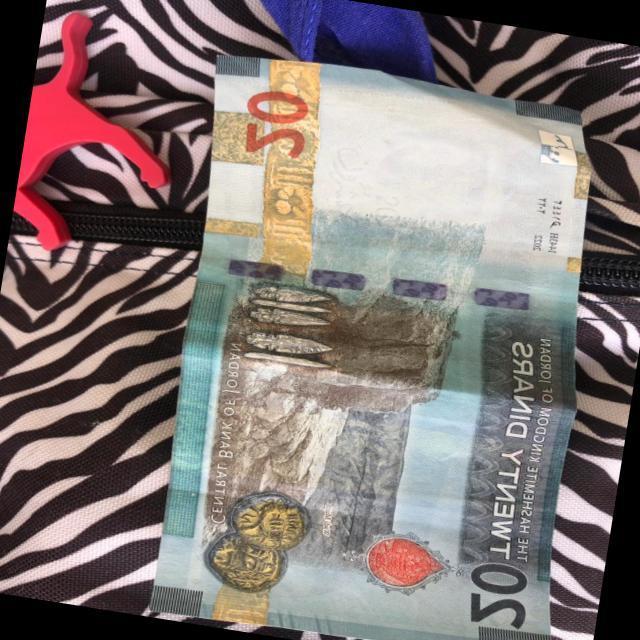 20
TWENTY DINARS
THE HASHEMITE KINGDOM OF JORDAN
CENTRAL BANK OF JORDAN
20